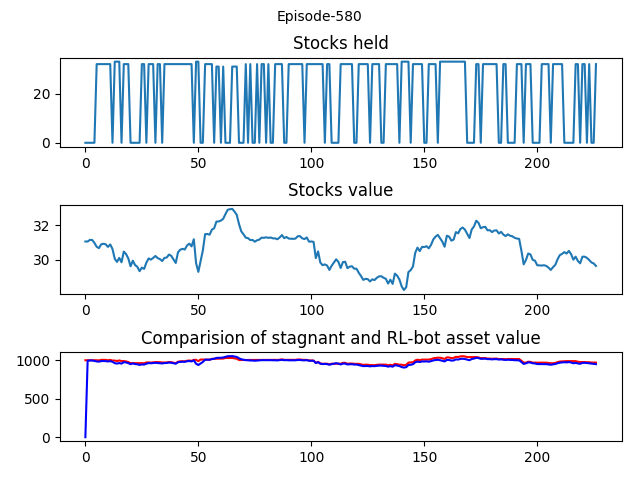 Episode-580
Stocks held
20
0
0 50 100 150 200
Stocks value
32
30
0 50 100 150 200
Comparision of stagnant and RL-bot asset value
1000
500
0
0 50 100 150 200